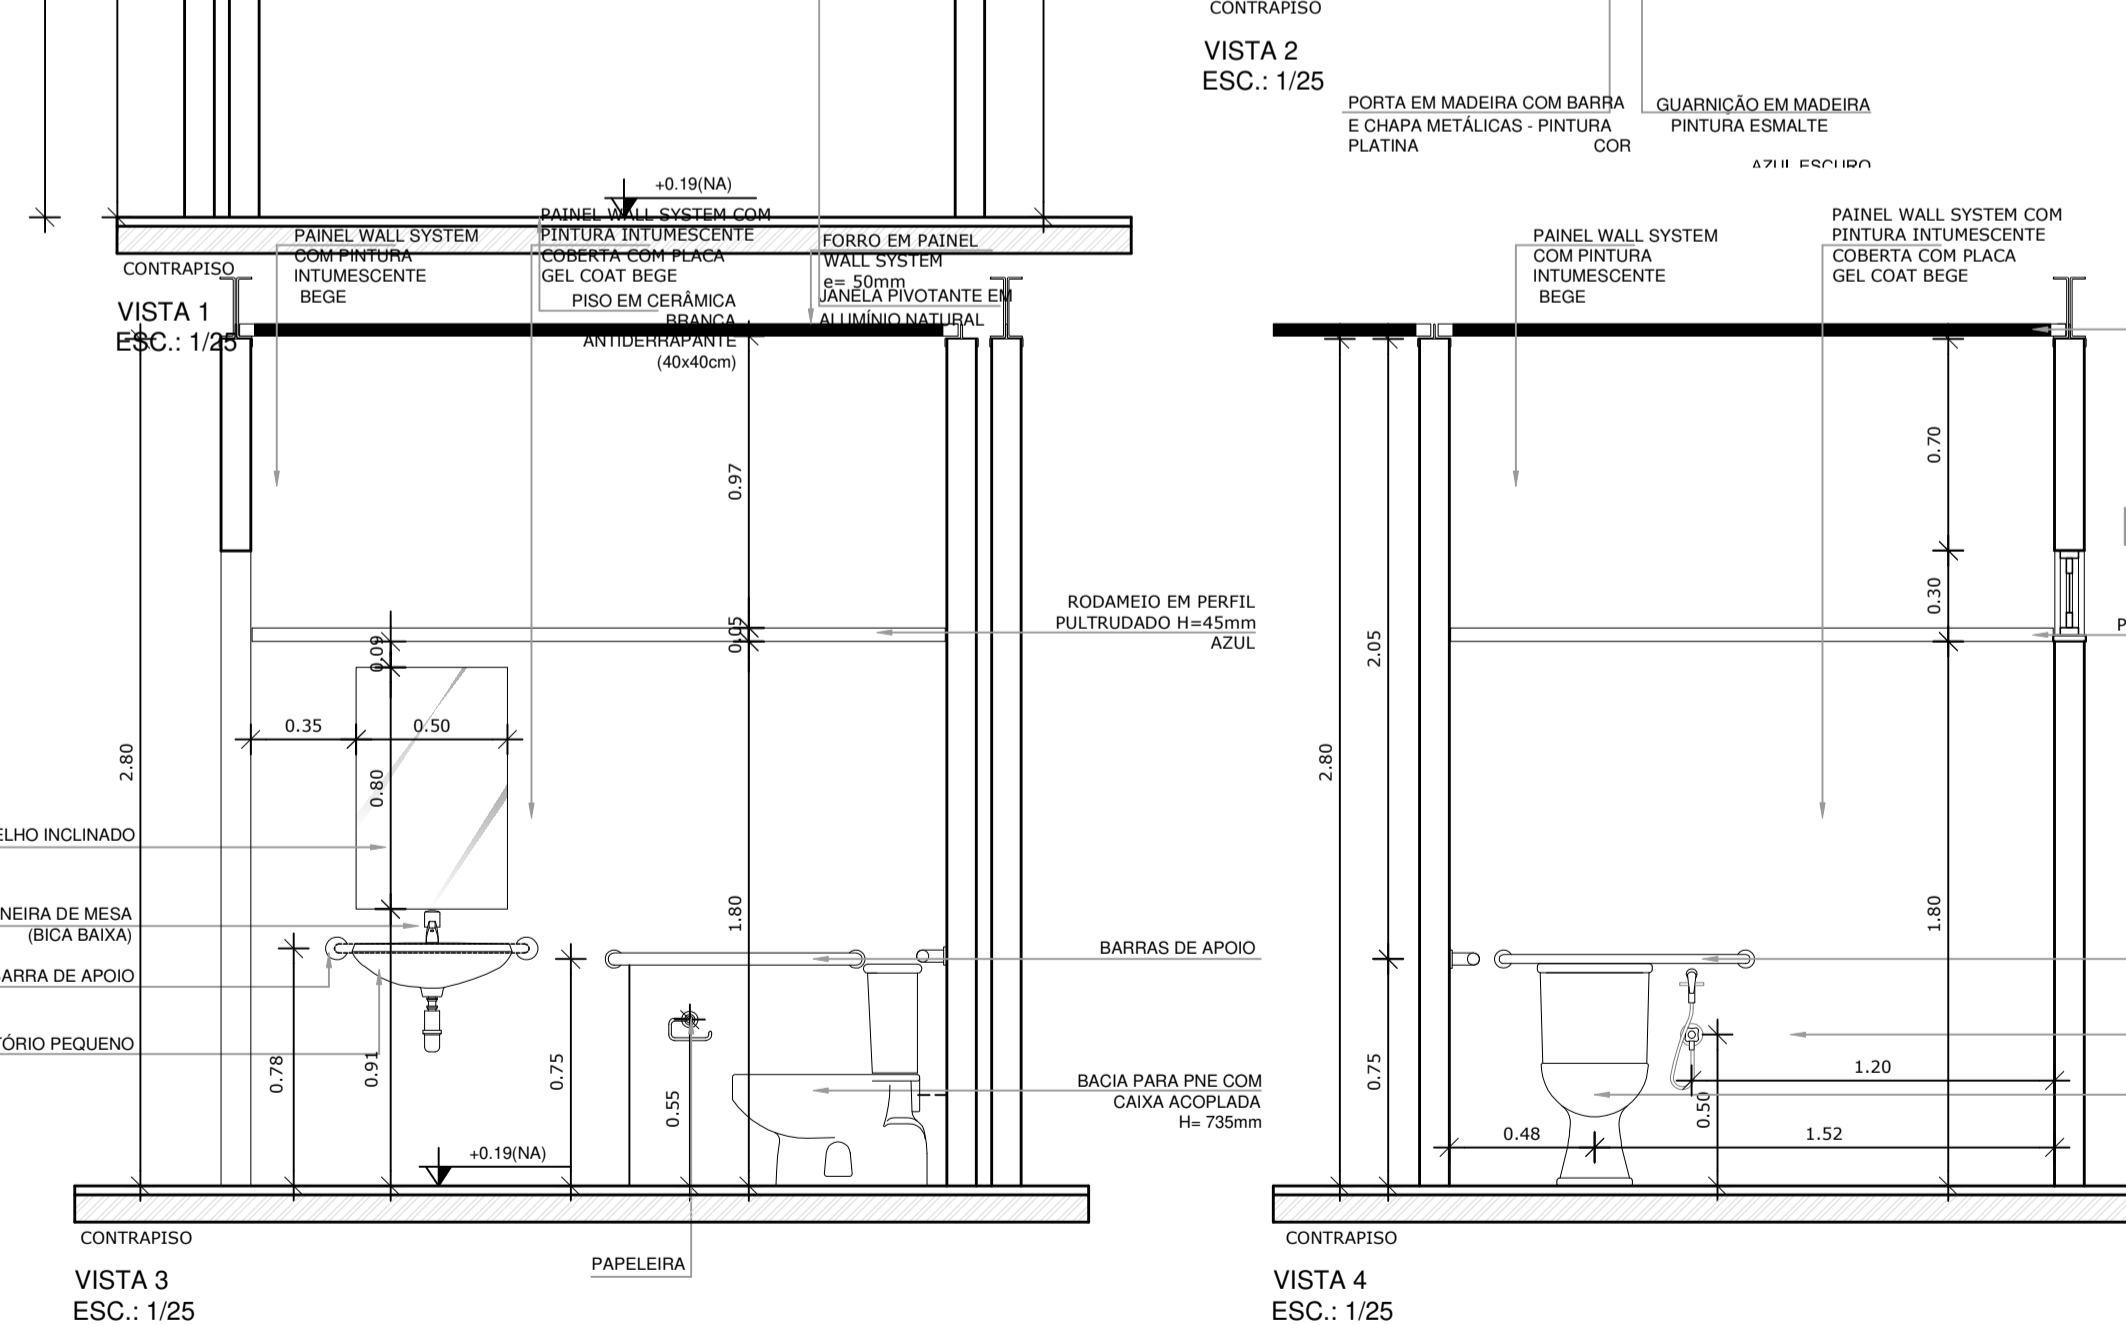 CONTRAPISO
VISTA 2
ESC.: 1/25
PORTA EM MADEIRA COM BARRA
E CHAPA METÁLICAS - PINTURA
PLATINA COR
GUARNIÇÃO EM MADEIRA
PINTURA ESMALTE
AZUL ESCURO
+0.19(NA)
CONTRAPISO
VISTA 1
ESC.: 1/25
PAINEL WALL SYSTEM
COM PINTURA
INTUMESCENTE
BEGE
PAINEL WALL SYSTEM COM
PINTURA INTUMESCENTE
COBERTA COM PLACA
GEL COAT BEGE
PISO EM CERÂMICA
BRANCA
ANTIDERRAPANTE
(40x40cm)
FORRO EM PAINEL
WALL SYSTEM
e= 50mm
JANELA PIVOTANTE EM
ALUMÍNIO NATURAL
0.97
0.05
1.80
0.09
0.35
0.50
0.80
2.80
RODAMEIO EM PERFIL
PULTRUDADO H=45mm
AZUL
ELHO INCLINADO
NEIRA DE MESA
(BICA BAIXA)
ARRA DE APOIO
TÓRIO PEQUENO
BARRAS DE APOIO
BACIA PARA PNE COM
CAIXA ACOPLADA
H= 735mm
0.78
0.91
0.75
0.55
+0.19(NA)
PAPELEIRA
CONTRAPISO
VISTA 3
ESC.: 1/25
PAINEL WALL SYSTEM
COM PINTURA
INTUMESCENTE
BEGE
PAINEL WALL SYSTEM COM
PINTURA INTUMESCENTE
COBERTA COM PLACA
GEL COAT BEGE
0.70
0.30
P
2.05
2.80
1.80
0.75
1.20
0.50
0.48
1.52
CONTRAPISO
VISTA 4
ESC.: 1/25